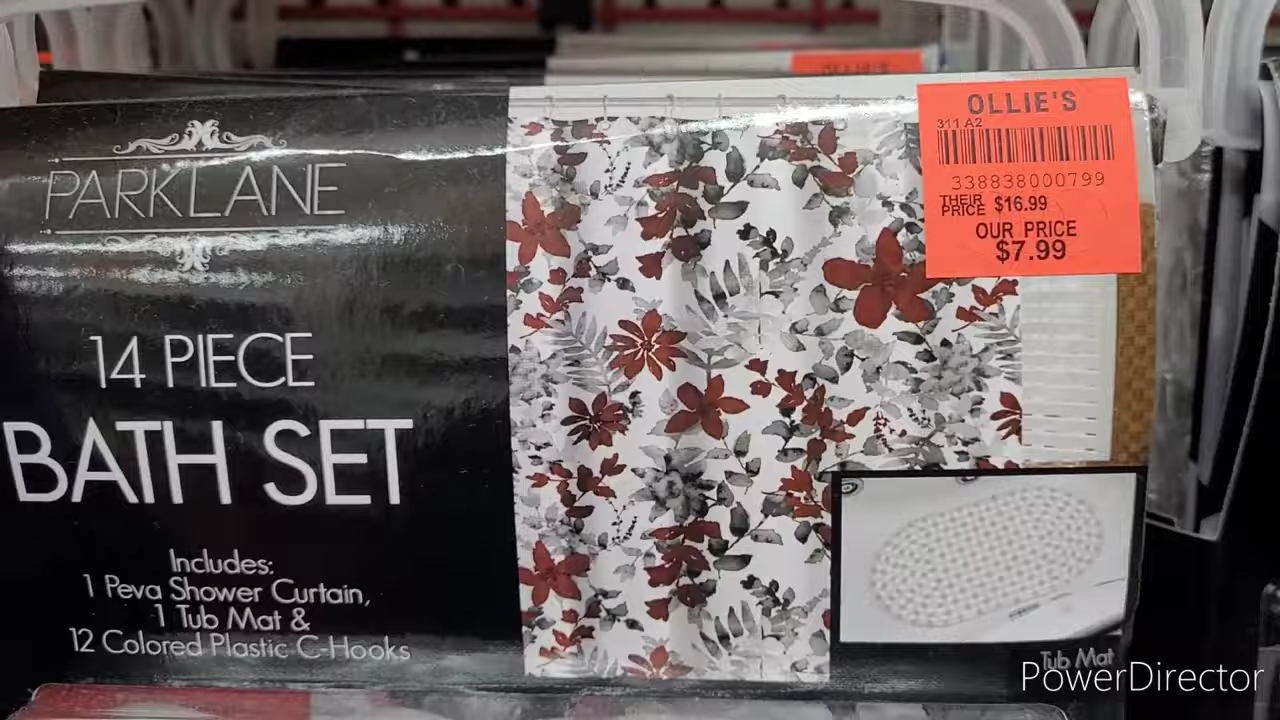 PARKLANE
14 PIECE
BATH SET
Includes:
1 Peva Shower Curtain,
1 Tub Mat &
12 Colored Plastic C-Hooks
OLLIE'S
OLLIE'S
311 A2
338838000799
THEIR PRICE $16.99
OUR PRICE
$7.99
Tub Mat
PowerDirector